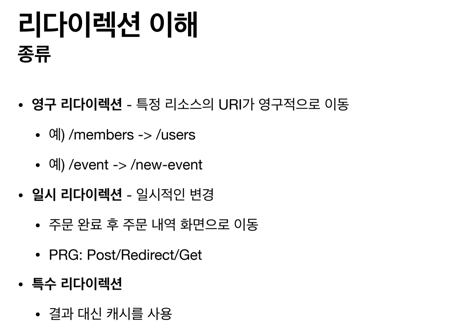 리다이렉션 이해
종류
• 영구 리다이렉션 - 특정 리소스의 URI가 영구적으로 이동
• 예) /members -> /users
• 예) /event -> /new-event
• 일시 리다이렉션 - 일시적인 변경
• 주문 완료 후 주문 내역 화면으로 이동
• PRG: Post/Redirect/Get
• 특수 리다이렉션
• 결과 대신 캐시를 사용